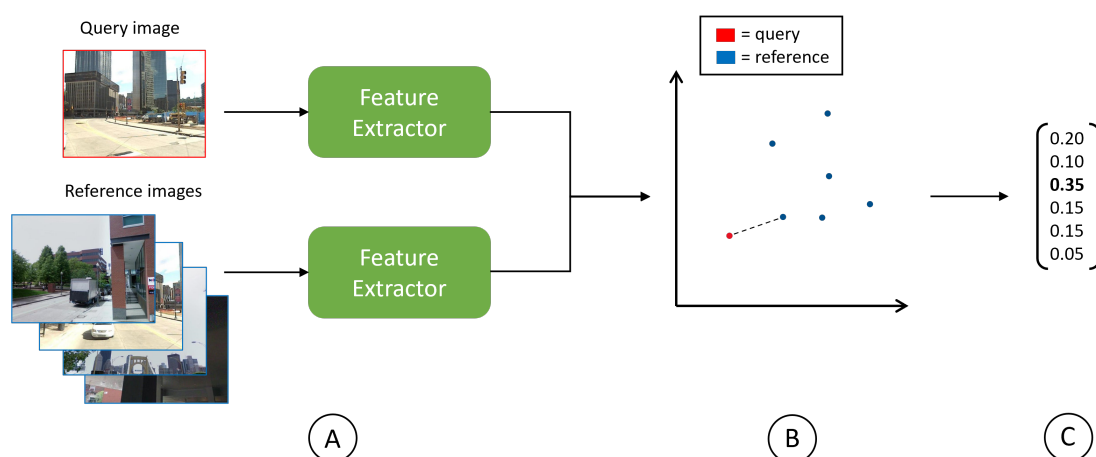 Query image
Feature
Extractor
Reference images
Feature
Extractor
= query
= reference
0.20
0.10
0.35
0.15
0.15
0.05
A
B
C